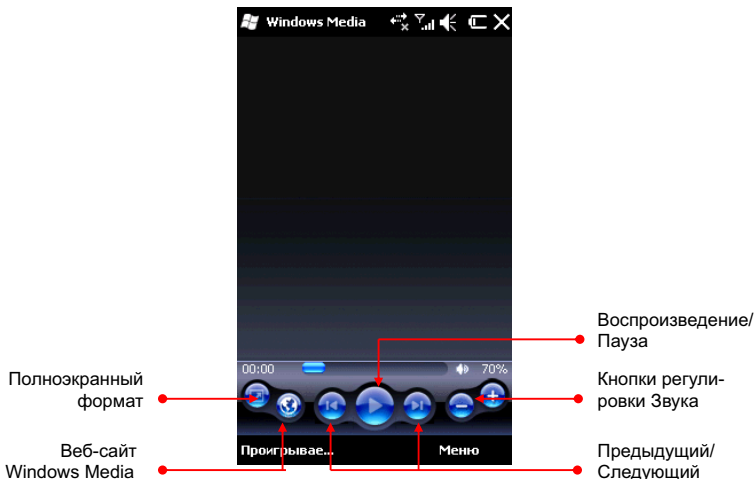 Windows Media
Воспроизведение/
Пауза
00:00
70%
Полноэкранный
формат
Кнопки регули-
ровки Звука
Веб-сайт
Windows Media
Проигрывае...
Меню
Предыдущий/
Следующий